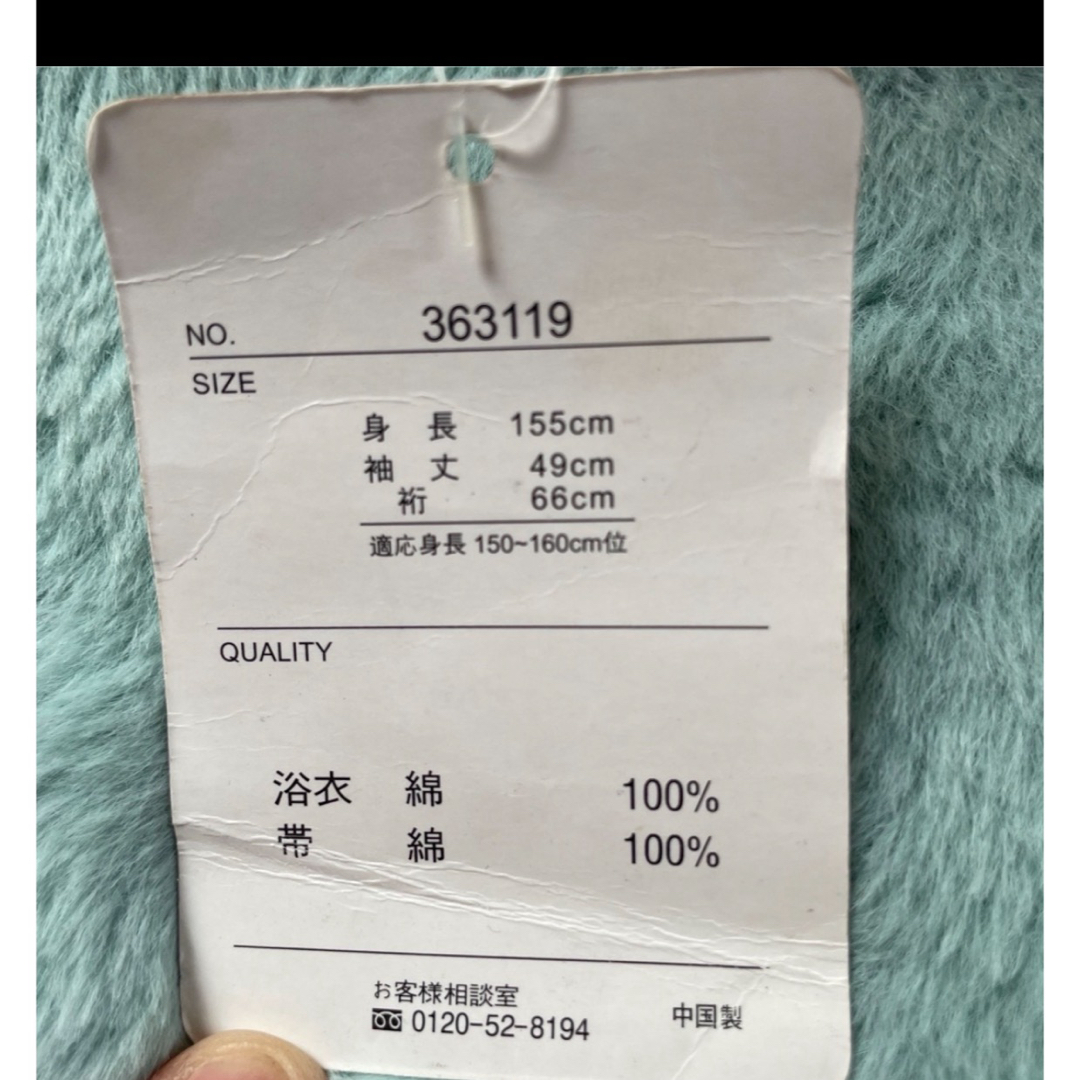 NO. 363119
SIZE
身長 155cm
袖丈 49cm
裄 66cm
適応身長 150~160cm位
QUALITY
浴衣 綿 100%
帯 綿 100%
お客様相談室
0120-52-8194
中国製